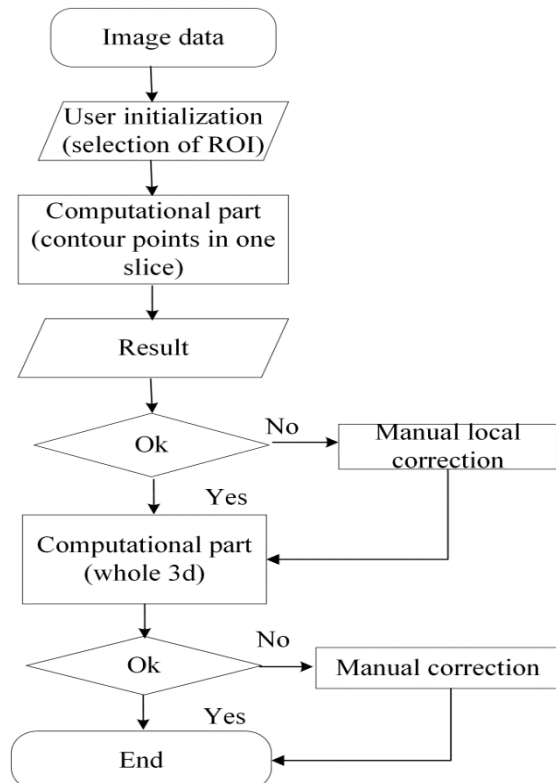 Image data
User initialization
(selection of ROI)
Computational part
(contour points in one
slice)
Result
Ok
No
Manual local
correction
Yes
Computational part
(whole 3d)
Ok
No
Manual correction
Yes
End